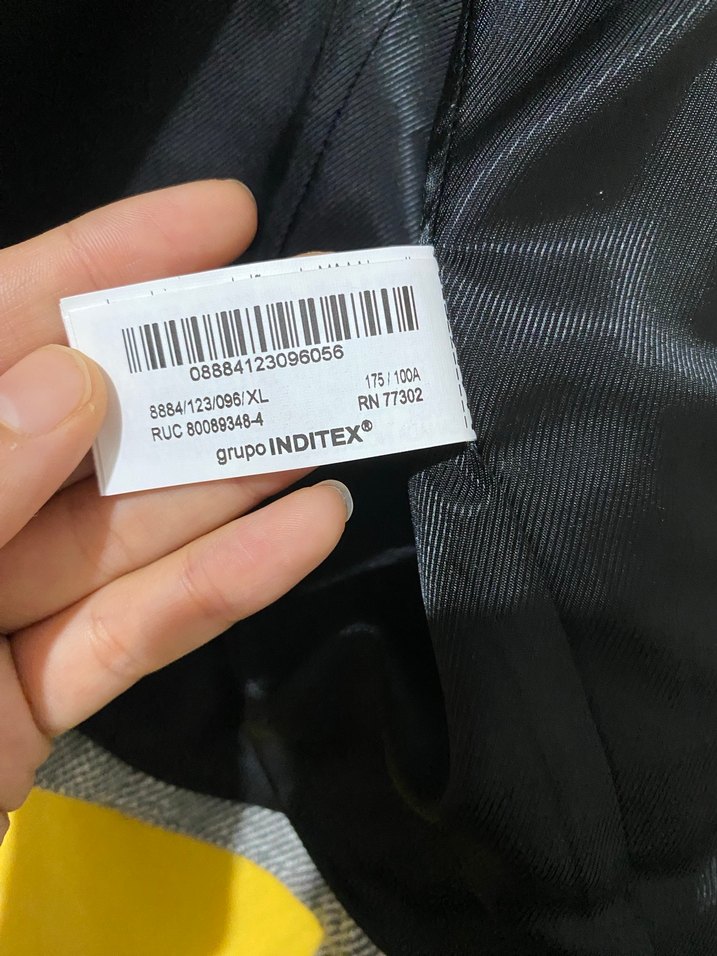 08884123096056
8884/123/096/XL
175 / 100A
RUC 80089348-4
RN 77302
grupo INDITEX®